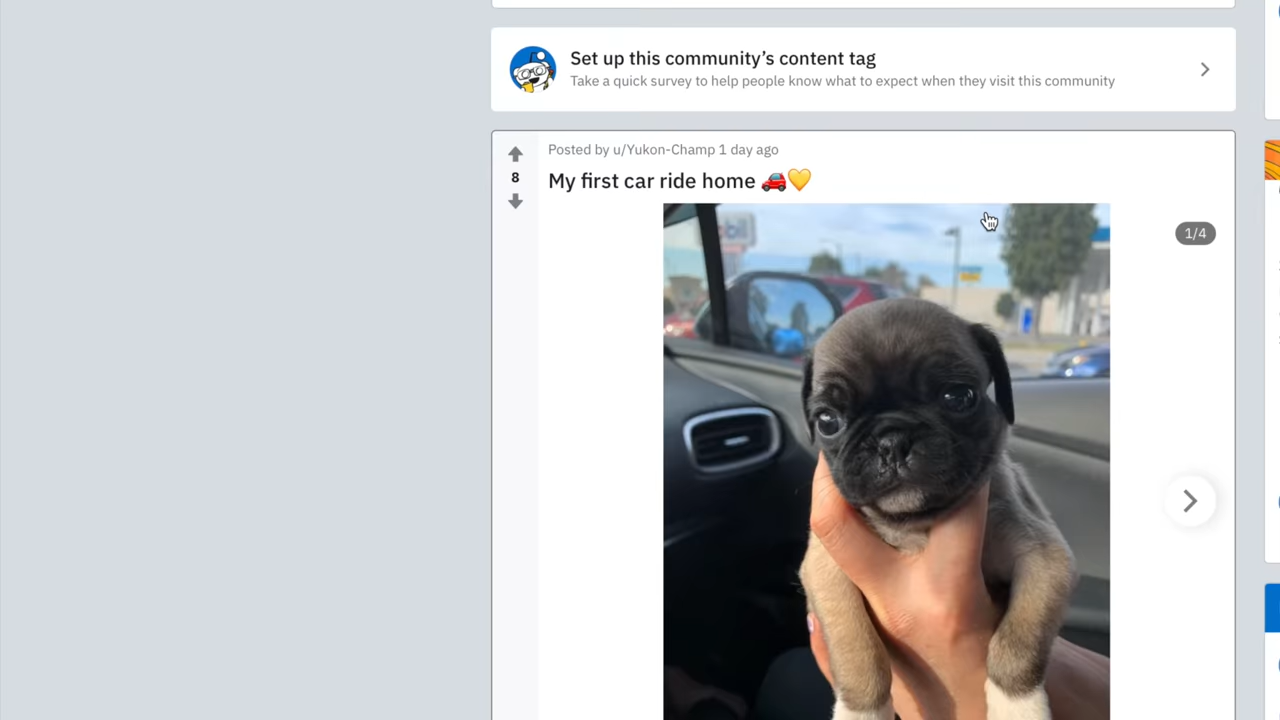 Set up this community’s content tag
Take a quick survey to help people know what to expect when they visit this community
Posted by u/Yukon-Champ 1 day ago
8
My first car ride home 🚗💛
bil
1/4